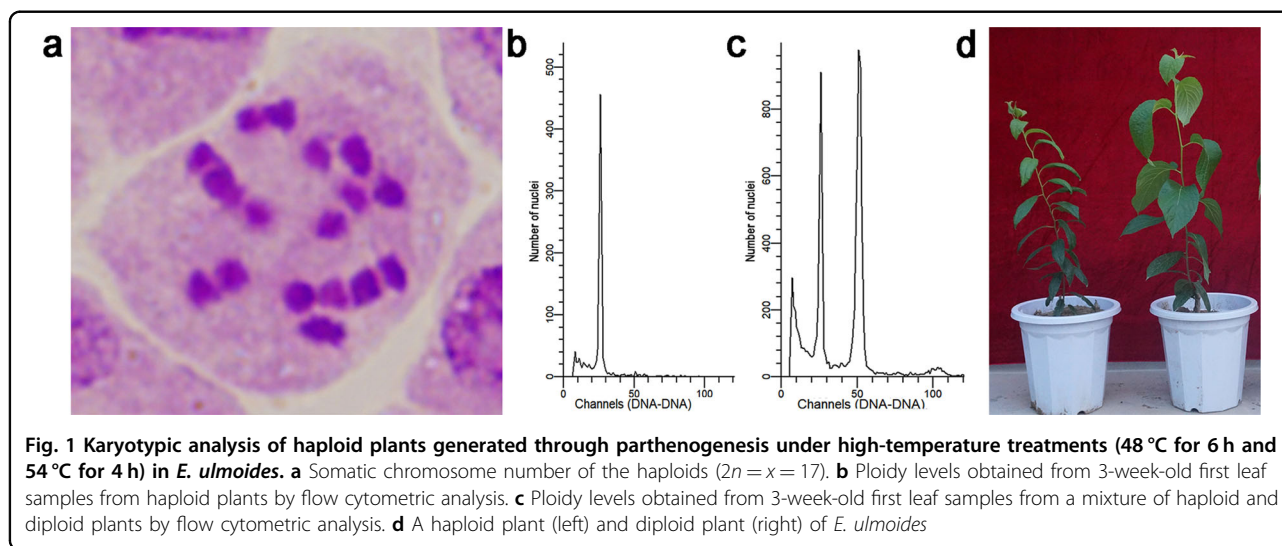 a
b
c
d
500
400
300
200
100
0
Number of nuclei
0
50
100
Channels (DNA-DNA)
800
600
400
200
0
Number of nuclei
0
50
100
Channels (DNA-DNA)
Fig. 1 Karyotypic analysis of haploid plants generated through parthenogenesis under high-temperature treatments (48 °C for 6 h and
54 °C for 4 h) in E. ulmoides. a Somatic chromosome number of the haploids (2n = x = 17). b Ploidy levels obtained from 3-week-old first leaf
samples from haploid plants by flow cytometric analysis. c Ploidy levels obtained from 3-week-old first leaf samples from a mixture of haploid and
diploid plants by flow cytometric analysis. d A haploid plant (left) and diploid plant (right) of E. ulmoides